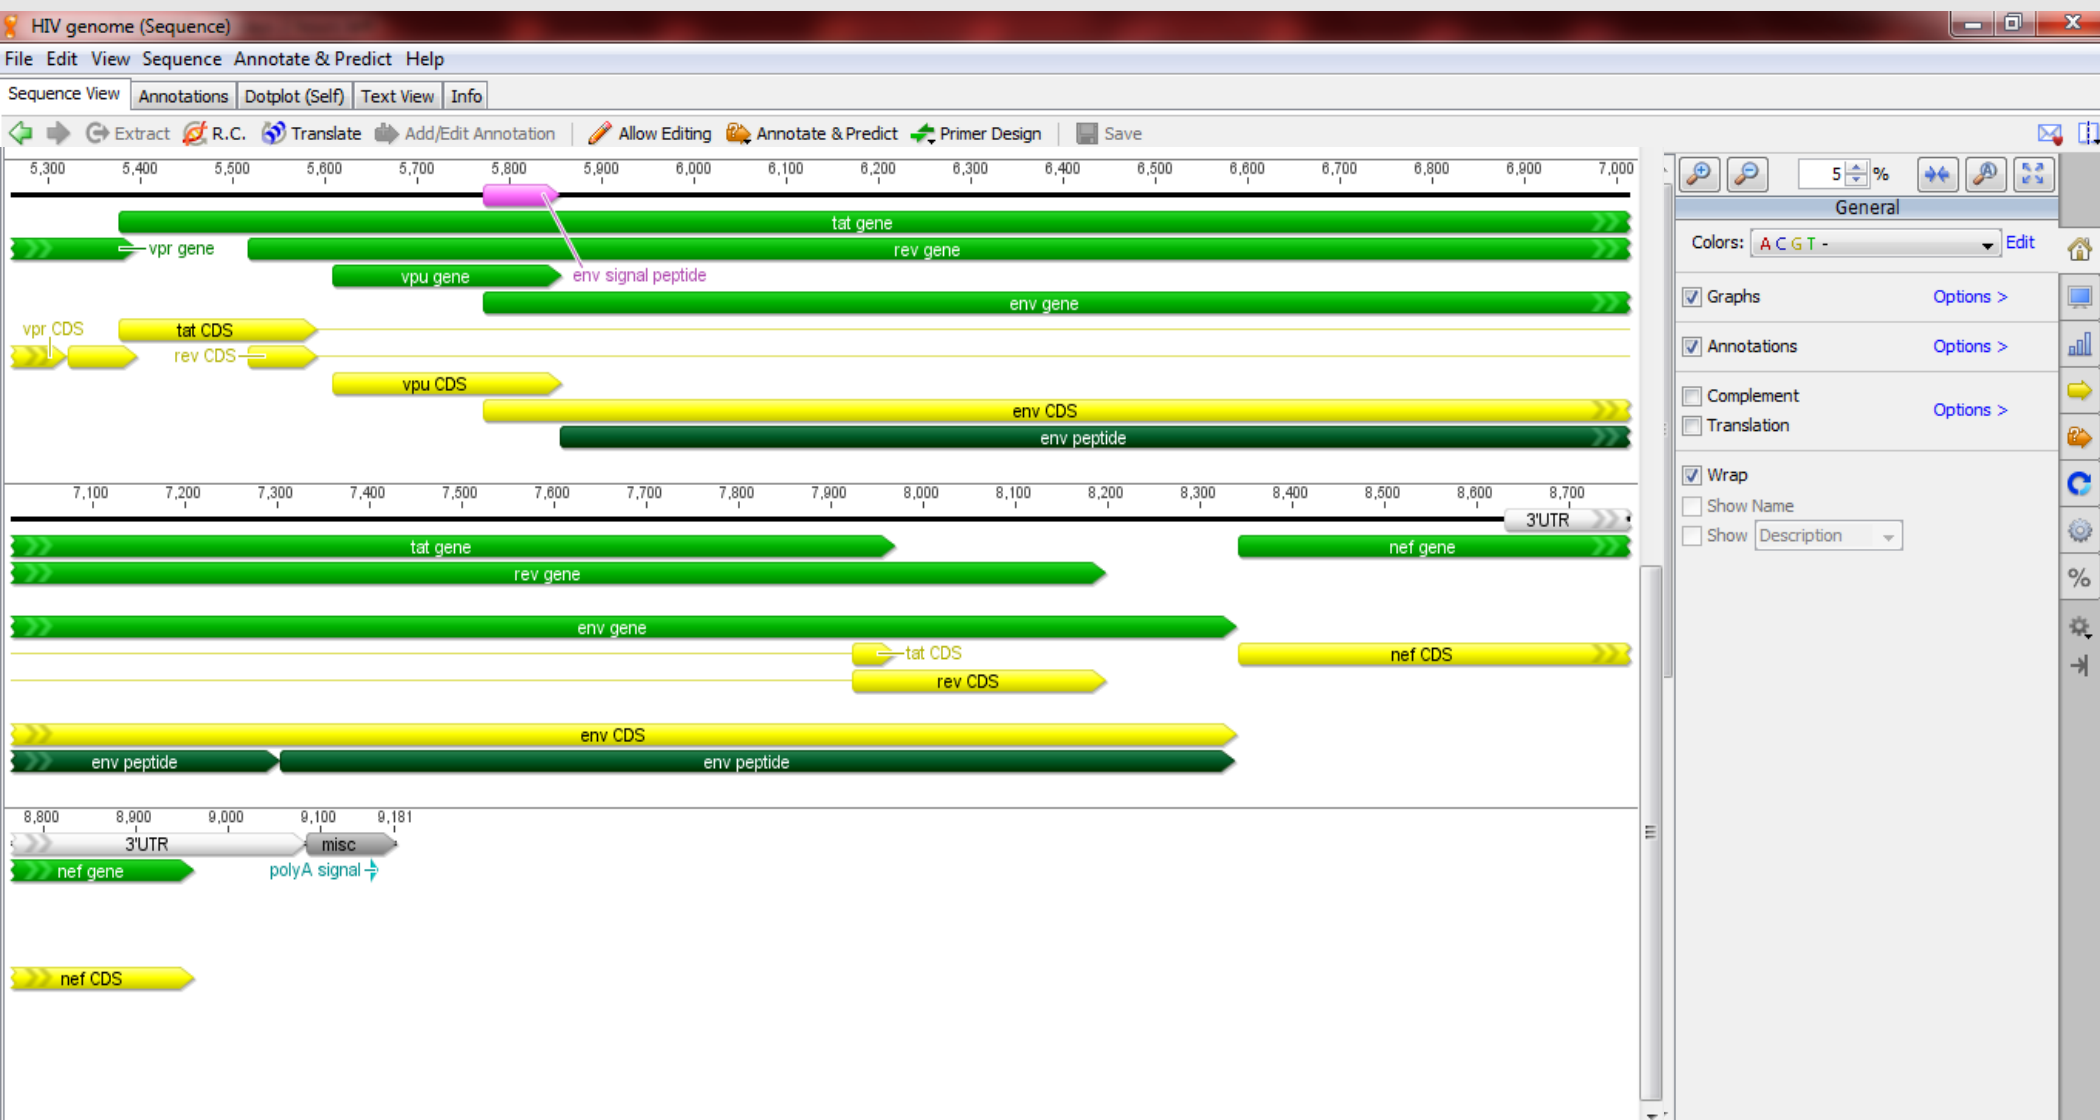 HIV genome (Sequence)
File Edit View Sequence Annotate & Predict Help
Sequence View Annotations Dotplot (Self) Text View Info
Extract R.C. Translate Add/Edit Annotation Allow Editing Annotate & Predict Primer Design Save
5,300 5,400 5,500 5,600 5,700 5,800 5,900 6,000 6,100 6,200 6,300 6,400 6,500 6,600 6,700 6,800 6,900 7,000
tat gene
vpr gene rev gene
vpu gene env signal peptide
env gene
vpr CDS tat CDS
rev CDS
vpu CDS
env CDS
env peptide
7,100 7,200 7,300 7,400 7,500 7,600 7,700 7,800 7,900 8,000 8,100 8,200 8,300 8,400 8,500 8,600 8,700
3'UTR
tat gene nef gene
rev gene
env gene
tat CDS nef CDS
rev CDS
env CDS
env peptide env peptide
8,800 8,900 9,000 9,100 9,181
3'UTR misc
nef gene polyA signal
nef CDS
5 %
General
Colors: A C G T - Edit
Graphs Options >
Annotations Options >
Complement
Options >
Translation
Wrap
Show Name
Show Description
%